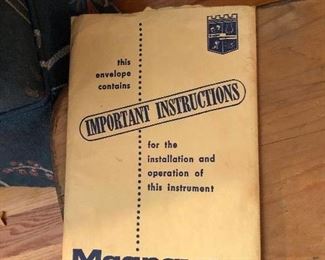 this
envelope
contains
IMPORTANT INSTRUCTIONS
for the
installation and
operation of
this instrument